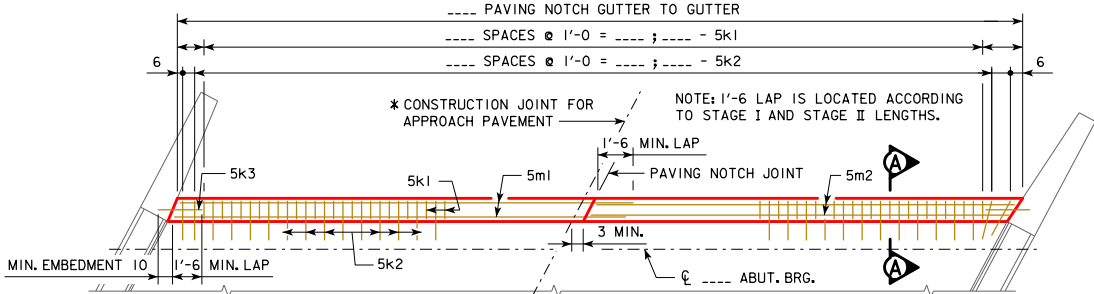 ____ PAVING NOTCH GUTTER TO GUTTER
____ SPACES @ 1'-0 = ____ ; ____ - 5k1
____ SPACES @ 1'-0 = ____ ; ____ - 5k2
6
6
* CONSTRUCTION JOINT FOR
APPROACH PAVEMENT
NOTE: 1'-6 LAP IS LOCATED ACCORDING
TO STAGE I AND STAGE II LENGTHS.
1'-6 MIN. LAP
A
5k3
5k1
5m1
PAVING NOTCH JOINT
5m2
3 MIN.
5k2
MIN. EMBEDMENT 10
1'-6 MIN. LAP
℄ ____ ABUT. BRG.
A